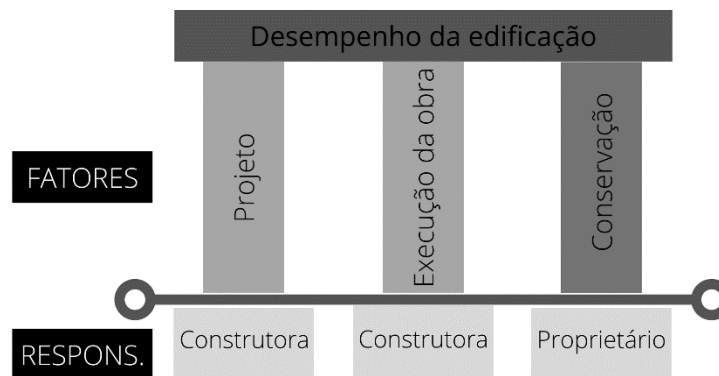 Desempenho da edificação
FATORES
Projeto
Execução da obra
Conservação
RESPONS.
Construtora
Construtora
Proprietário